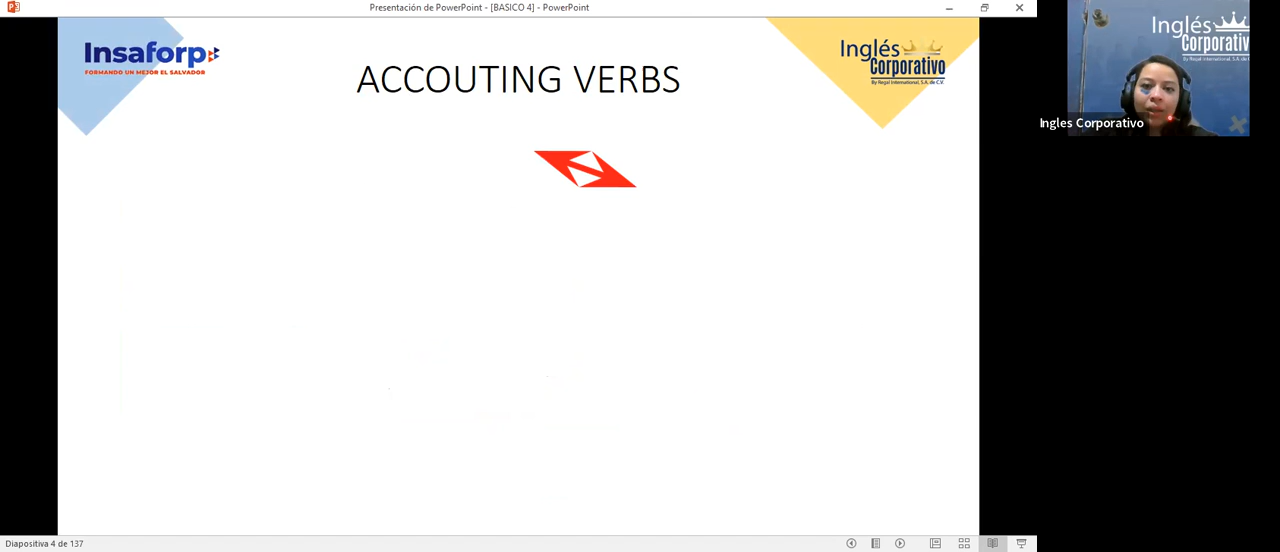 Presentación de PowerPoint - [BASICO 4] - PowerPoint
Insaforp
FORMANDO UN MEJOR EL SALVADOR
ACCOUTING VERBS
Inglés
Corporativo
By Regal International, S.A. de C.V.
Inglés
Corporativo
Ingles Corporativo
Diapositiva 4 de 137